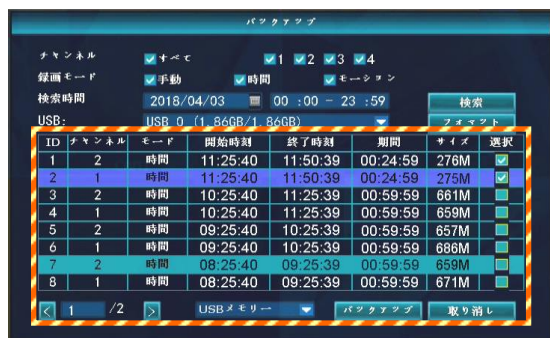 バックアップ
チャンネル すべて 1 2 3 4
録画モード 手動 時間 モーション
検索時間 2018/04/03 00 :00 - 23 :59 検索
USB: USB 0 (1.86GB/1.86GB) フォーマット
ID チャンネル モード 開始時刻 終了時刻 期間 サイズ 選択
1 2 時間 11:25:40 11:50:39 00:24:59 276M
2 1 時間 11:25:40 11:50:39 00:24:59 275M
3 2 時間 10:25:40 11:25:39 00:59:59 661M
4 1 時間 10:25:40 11:25:39 00:59:59 659M
5 2 時間 09:25:40 10:25:39 00:59:59 657M
6 1 時間 09:25:40 10:25:39 00:59:59 686M
7 2 時間 08:25:40 09:25:39 00:59:59 659M
8 1 時間 08:25:40 09:25:39 00:59:59 671M
< 1 /2 > USBメモリー バックアップ 取り消し